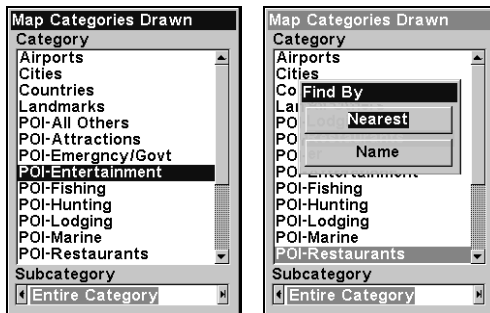 Map Categories Drawn
Category
Airports
Cities
Countries
Landmarks
POI-All Others
POI-Attractions
POI-Emergncy/Govt
POI-Entertainment
POI-Fishing
POI-Hunting
POI-Lodging
POI-Marine
POI-Restaurants
Subcategory
Entire Category
Map Categories Drawn
Category
Airports
Cities
Find By
Nearest
Name
POI-Fishing
POI-Hunting
POI-Lodging
POI-Marine
POI-Restaurants
Subcategory
Entire Category